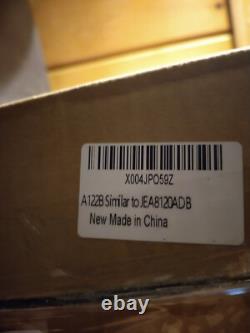 X004JPO59Z
A122B Similar to JEA8120ADB
New Made in China